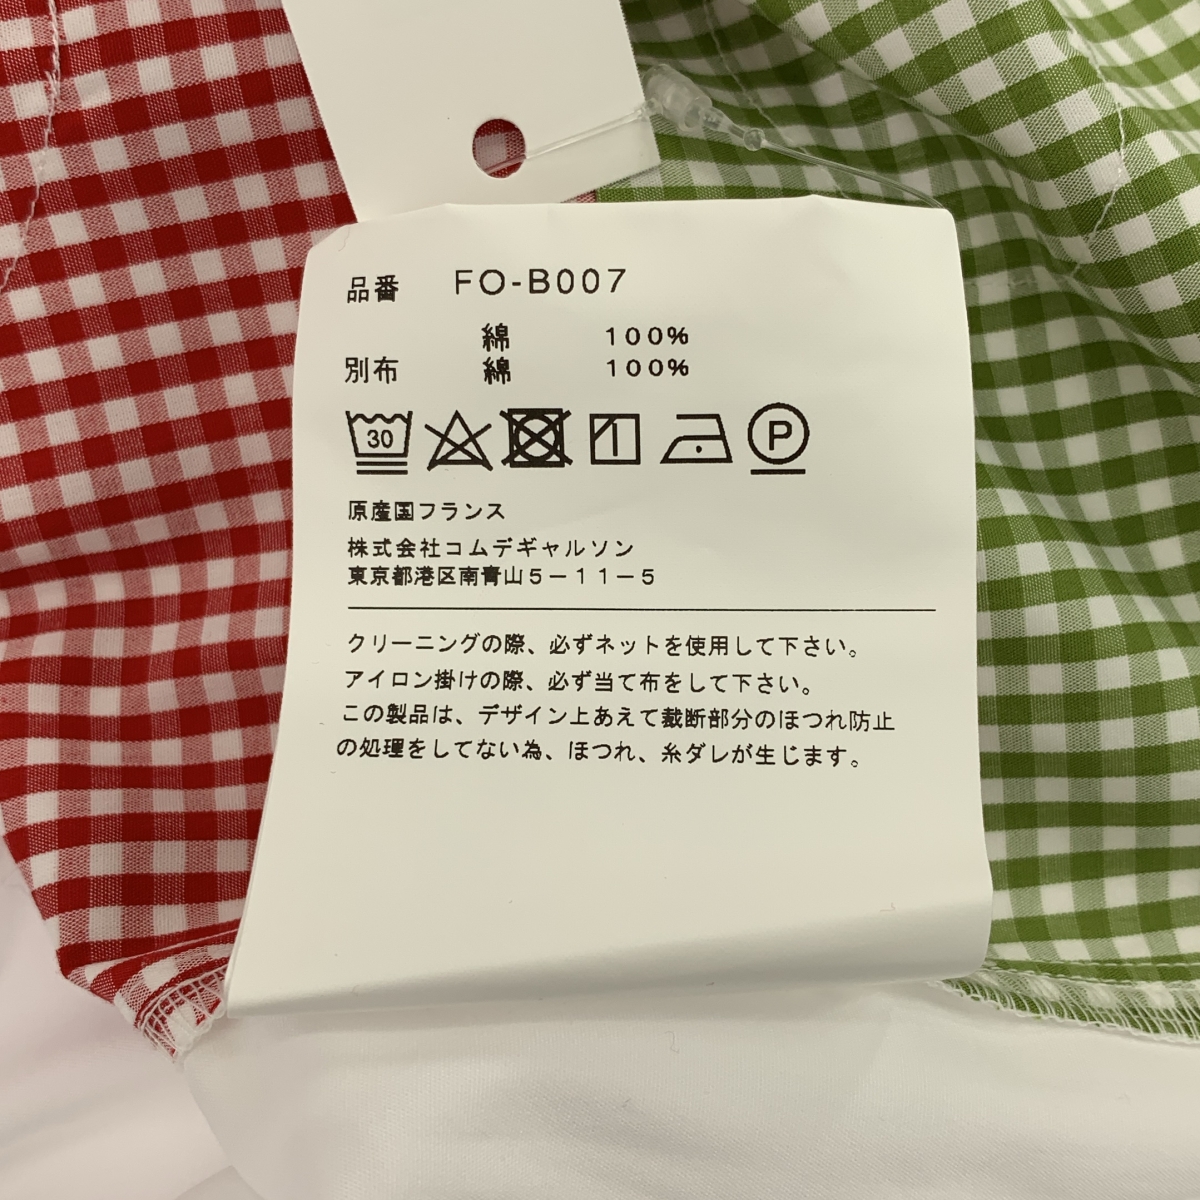 品番 FO-B007
綿 100%
別布 綿 100%
30 P
原産国フランス
株式会社コムデギャルソン
東京都港区南青山5－11－5
クリーニングの際、必ずネットを使用して下さい。
アイロン掛けの際、必ず当て布をして下さい。
この製品は、デザイン上あえて裁断部分のほつれ防止
の処理をしてない為、ほつれ、糸ダレが生じます。